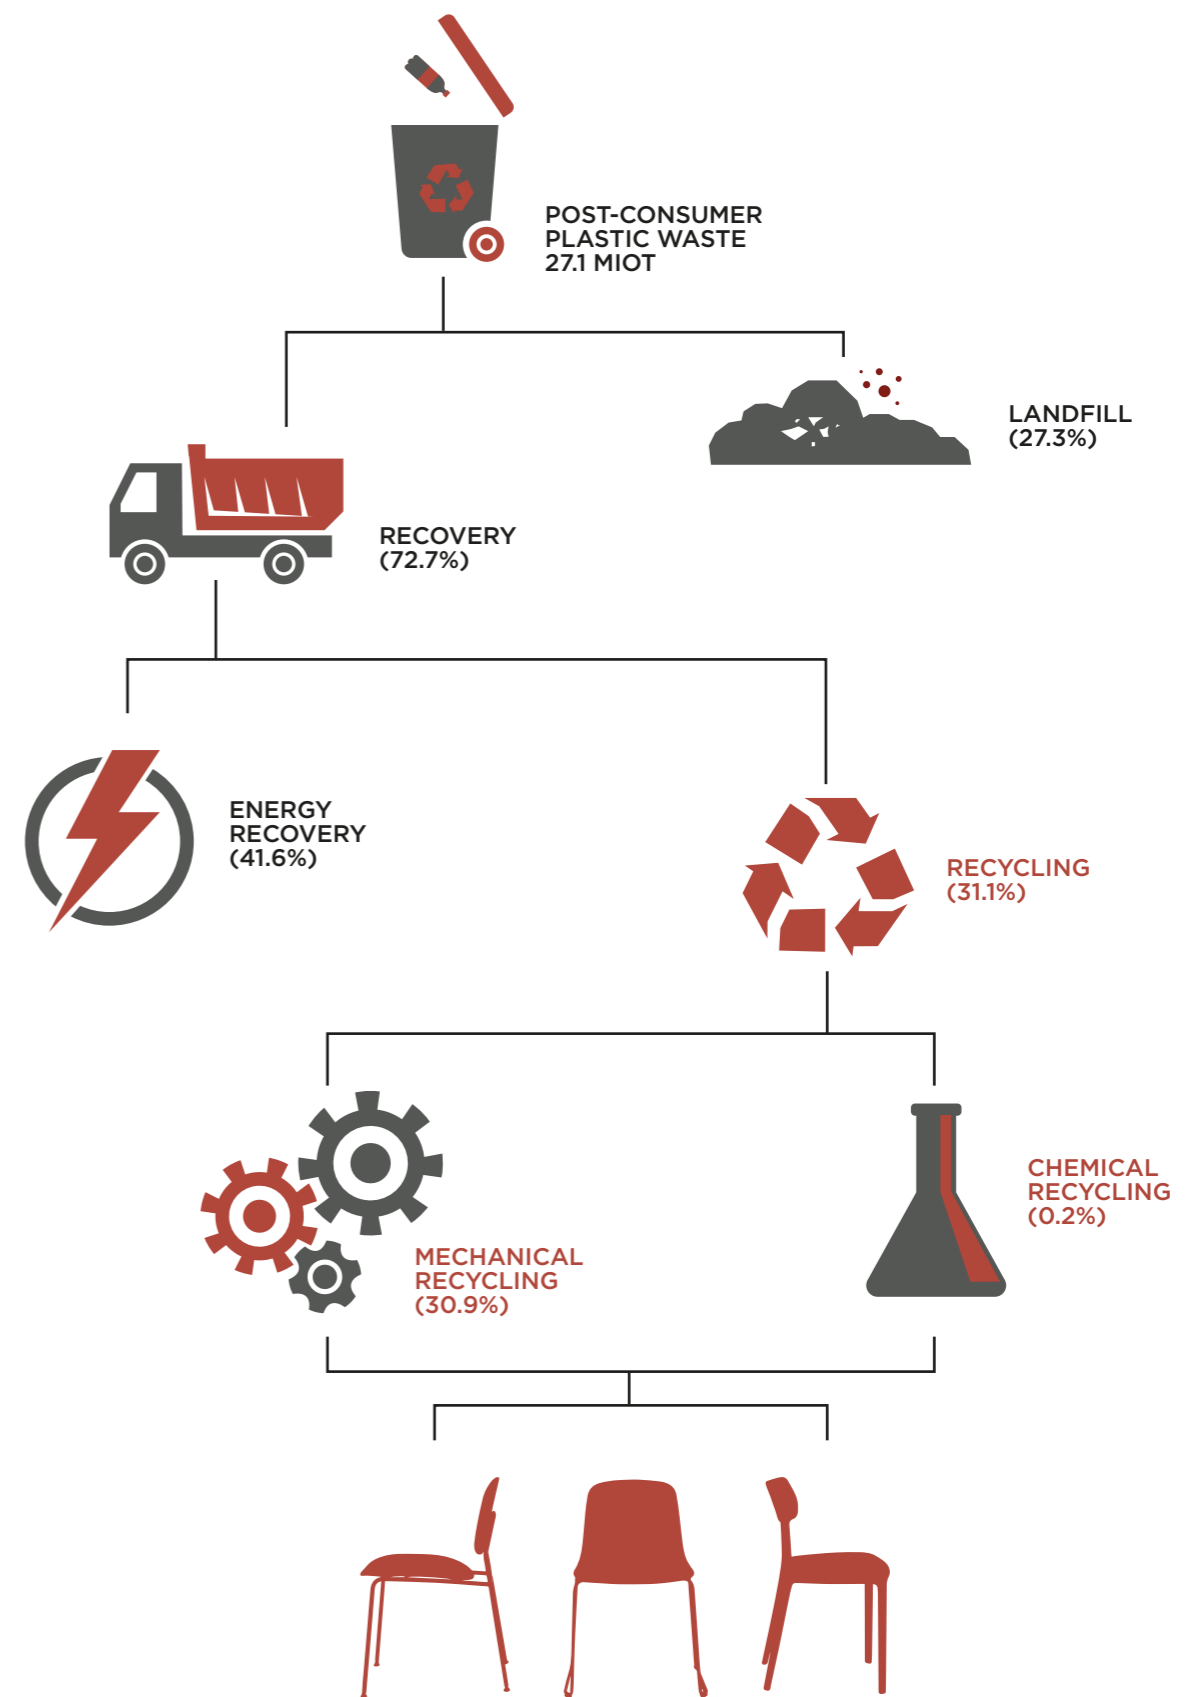 POST-CONSUMER
PLASTIC WASTE
27.1 MIOT
LANDFILL
(27.3%)
RECOVERY
(72.7%)
ENERGY
RECOVERY
(41.6%)
RECYCLING
(31.1%)
MECHANICAL
RECYCLING
(30.9%)
CHEMICAL
RECYCLING
(0.2%)